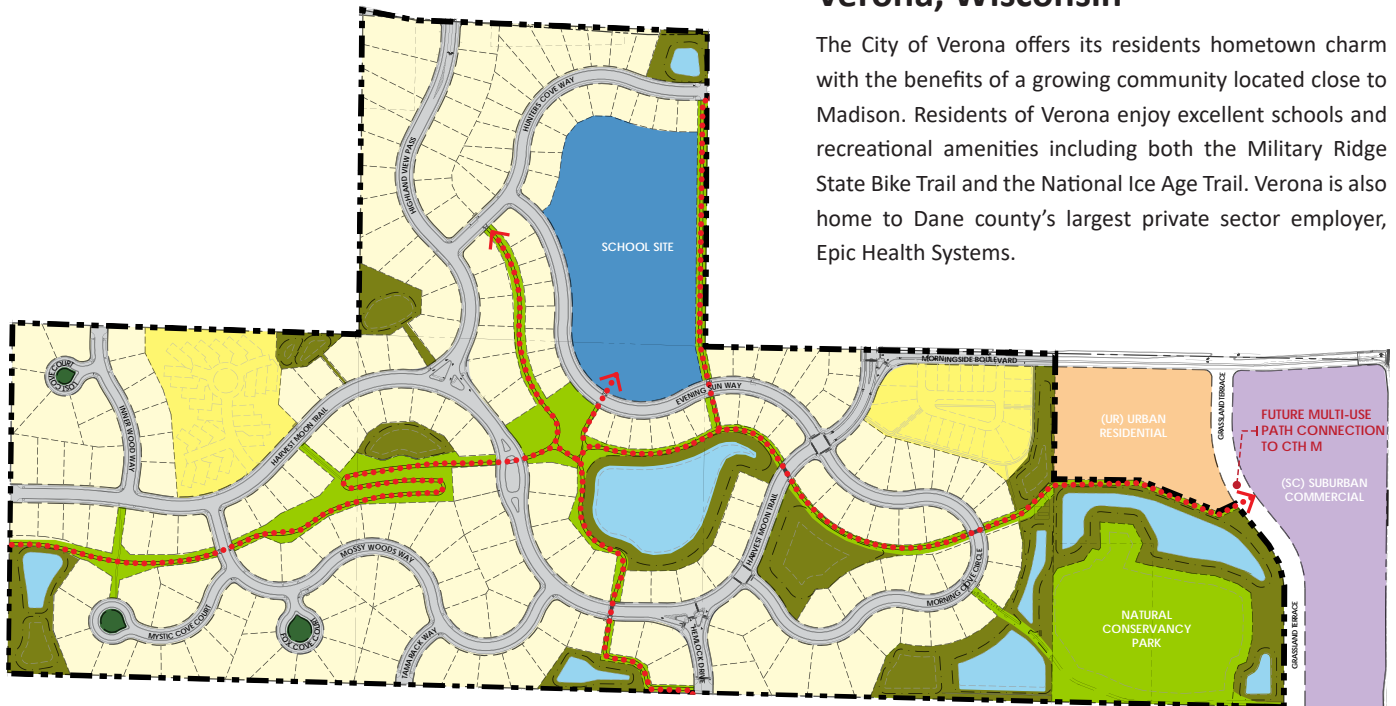 Verona, Wisconsin
The City of Verona offers its residents hometown charm
with the benefits of a growing community located close to
Madison. Residents of Verona enjoy excellent schools and
recreational amenities including both the Military Ridge
State Bike Trail and the National Ice Age Trail. Verona is also
home to Dane county's largest private sector employer,
Epic Health Systems.
HUNTERS COVE WAY
HIGHLAND VIEW PASS
SCHOOL SITE
MORNINGSIDE BOULEVARD
LOST COVE COURT
INNER WOOD WAY
HARVEST MOON TRAIL
EVENING SUN WAY
GRASSLAND TERRACE
(UR) URBAN
RESIDENTIAL
FUTURE MULTI-USE
PATH CONNECTION
TO CTH M
(SC) SUBURBAN
COMMERCIAL
HARVEST MOON TRAIL
MOSSY WOODS WAY
MORNING COVE CIRCLE
MYSTIC COVE COURT
FOX COVE COURT
TAMARACK WAY
HEMLOCK DRIVE
NATURAL
CONSERVANCY
PARK
GRASSLAND TERRACE